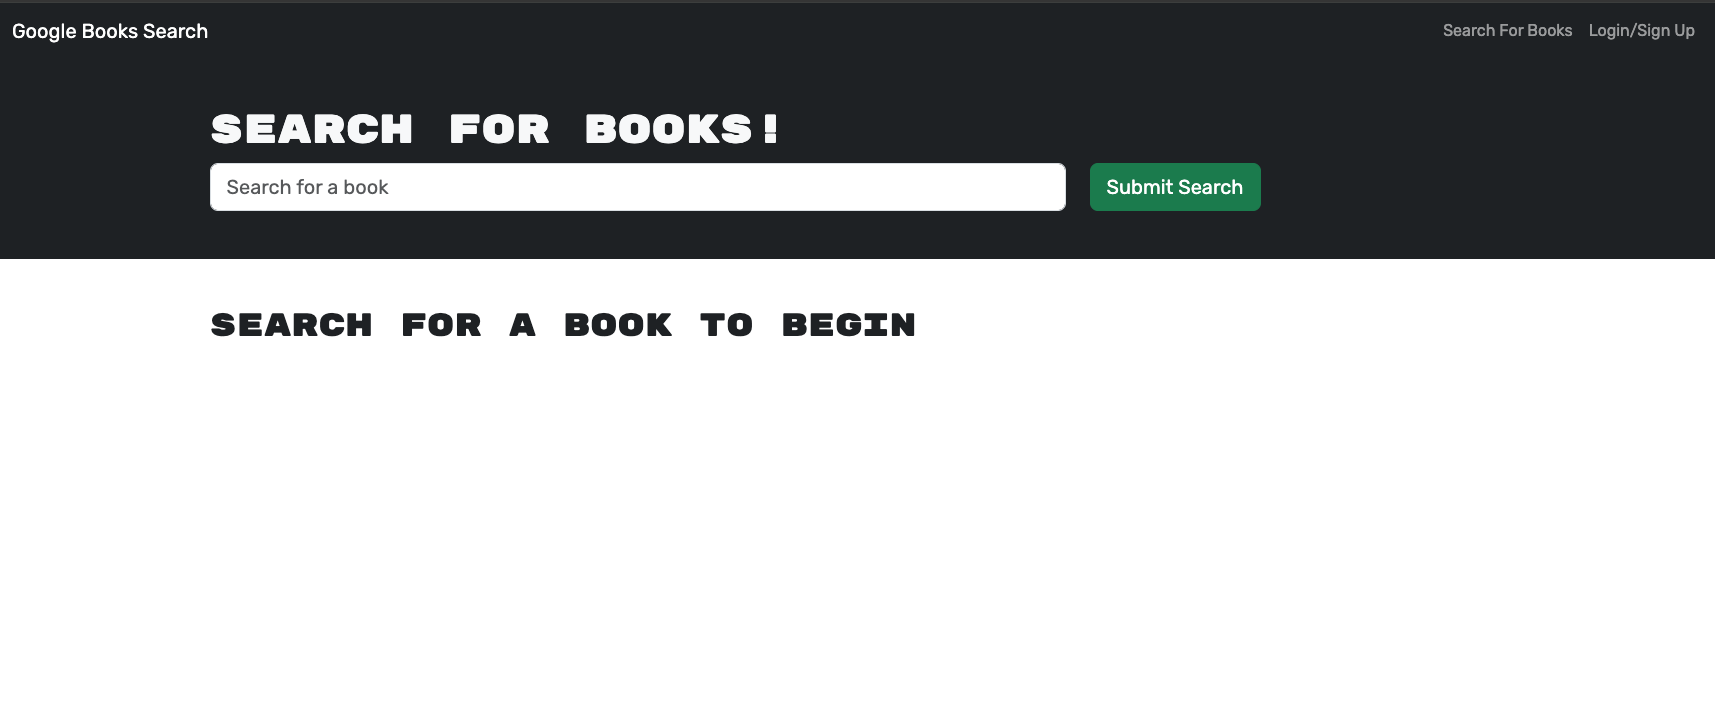 Google Books Search
Search For Books
Login/Sign Up
SEARCH FOR BOOKS!
Search for a book
Submit Search
SEARCH FOR A BOOK TO BEGIN